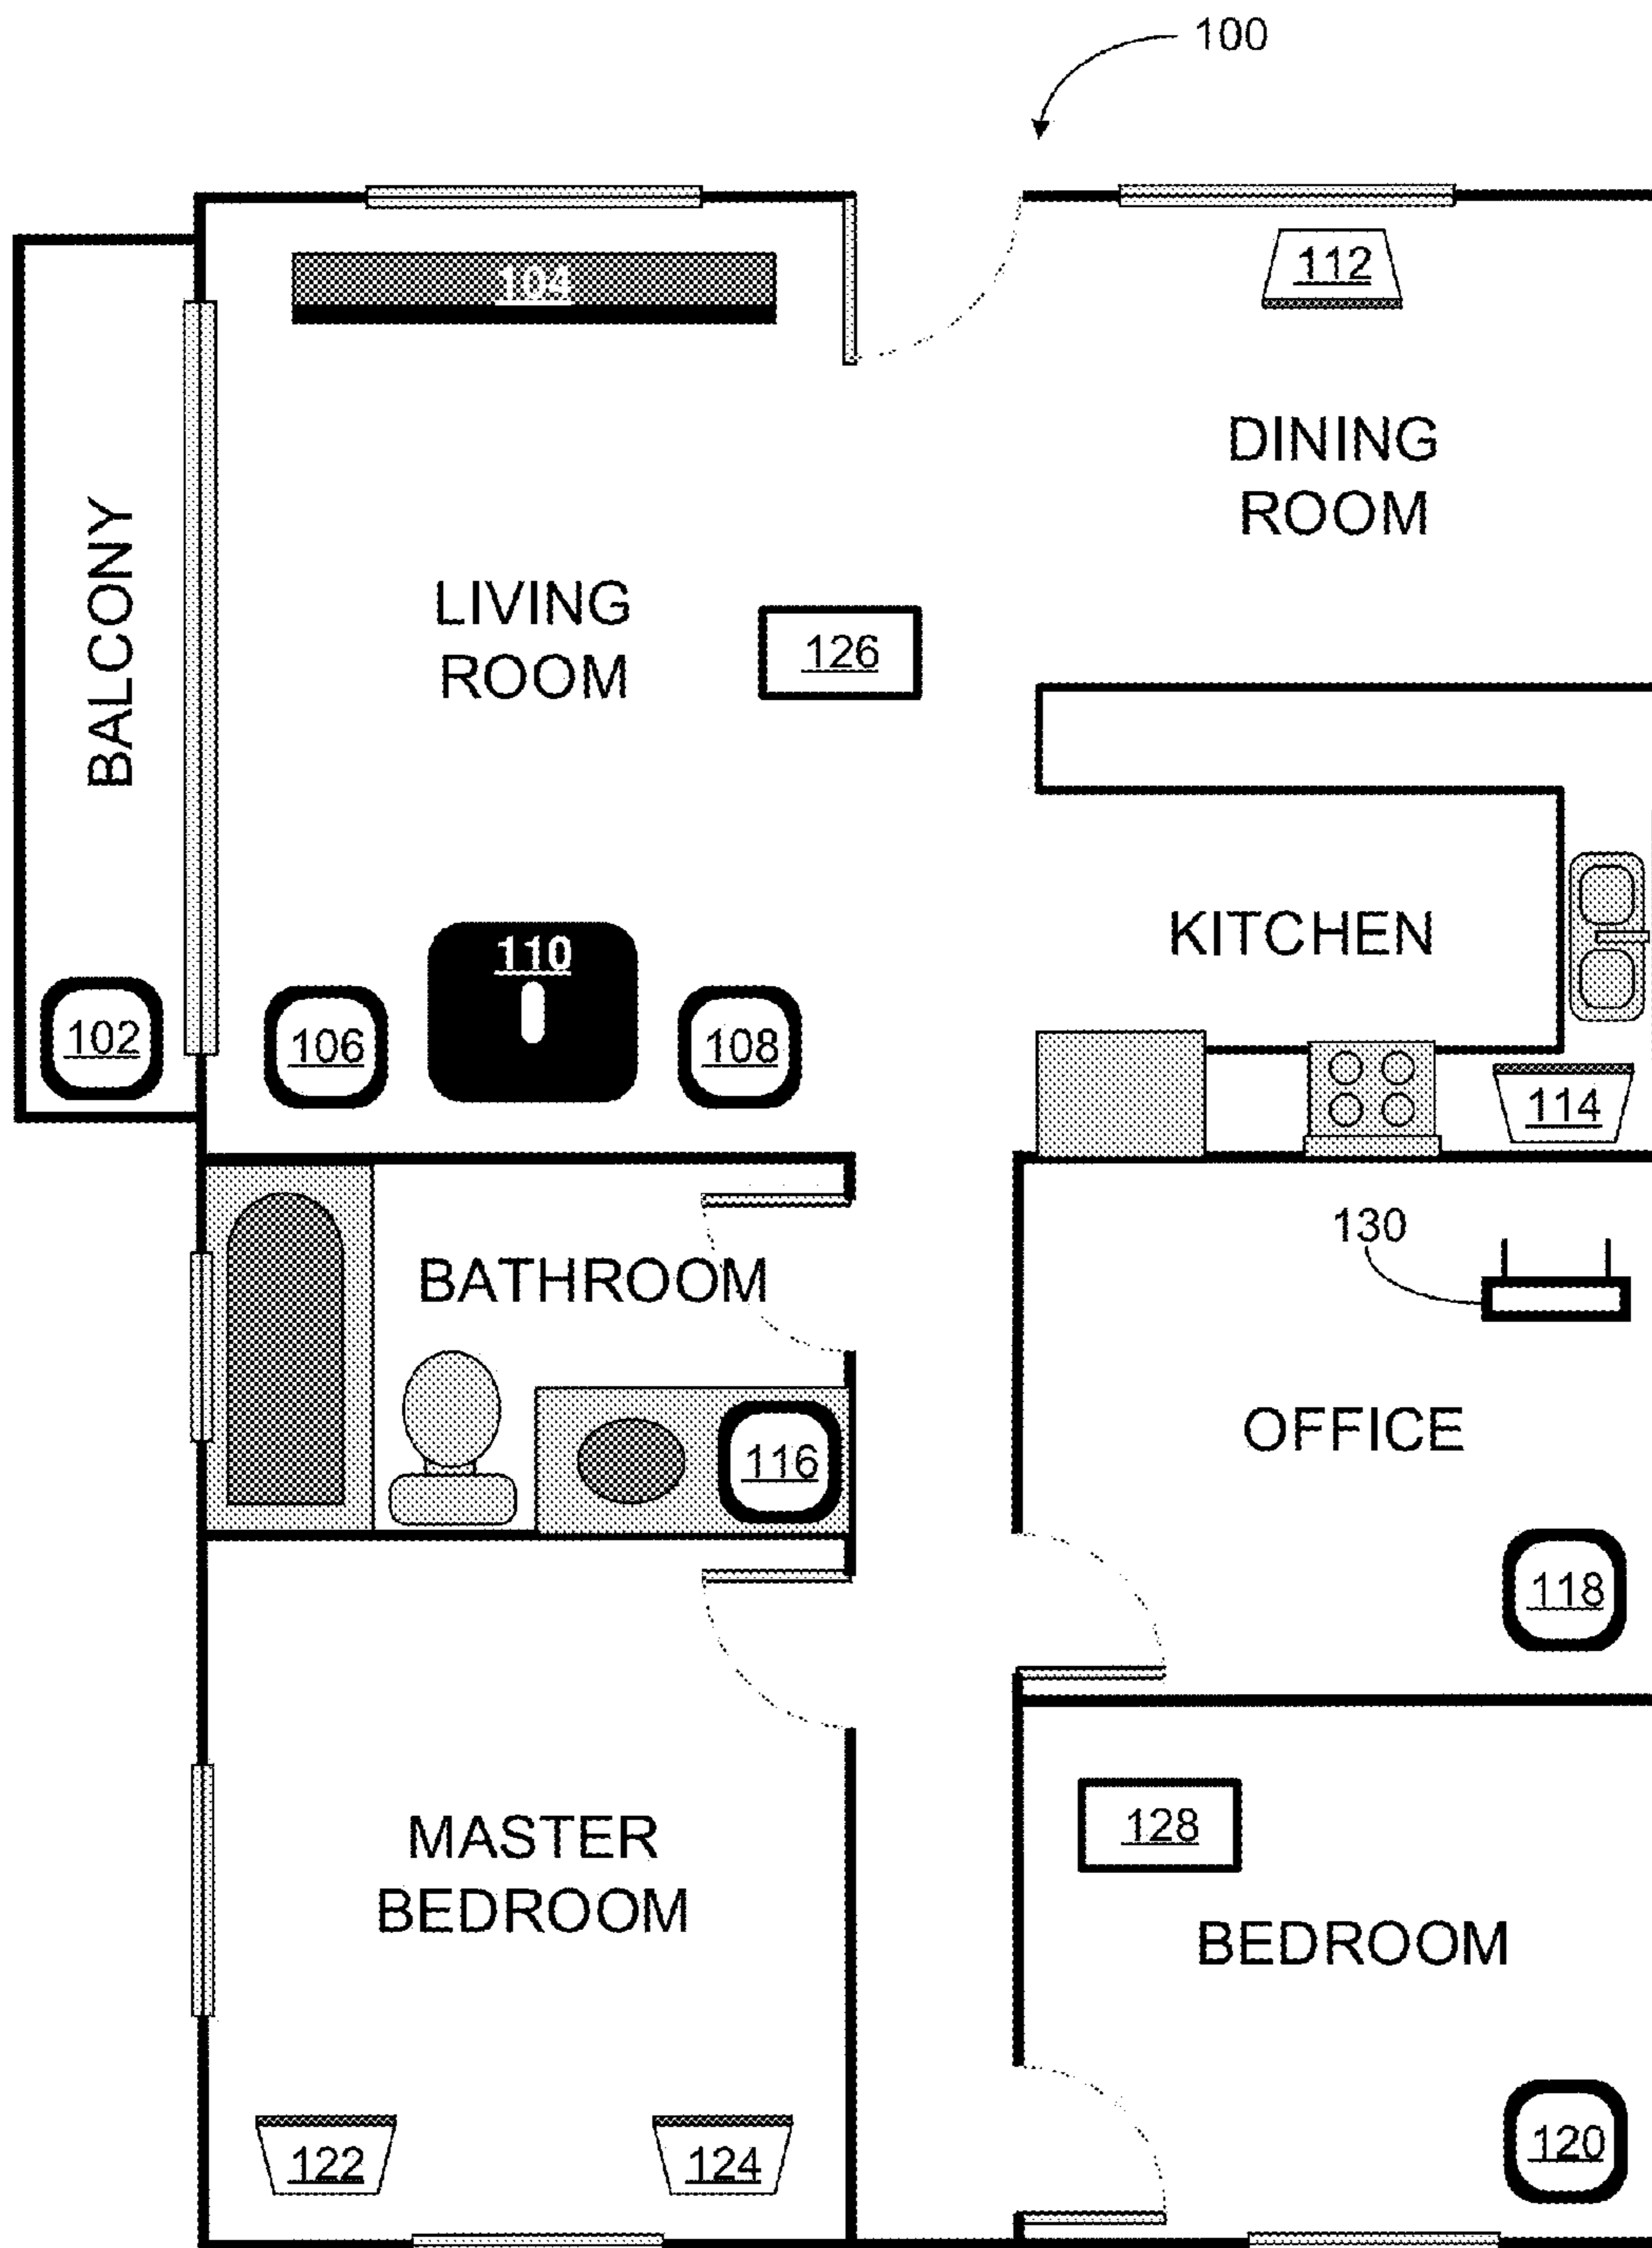 100
104
112
DINING
ROOM
BALCONY
LIVING
ROOM
126
KITCHEN
110
102
106
108
114
130
BATHROOM
OFFICE
116
118
128
MASTER
BEDROOM
BEDROOM
122
124
120